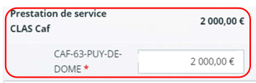 Prestation de service
CLAS Caf 2 000,00 €
CAF-63-PUY-DE-
DOME * 2 000,00 €